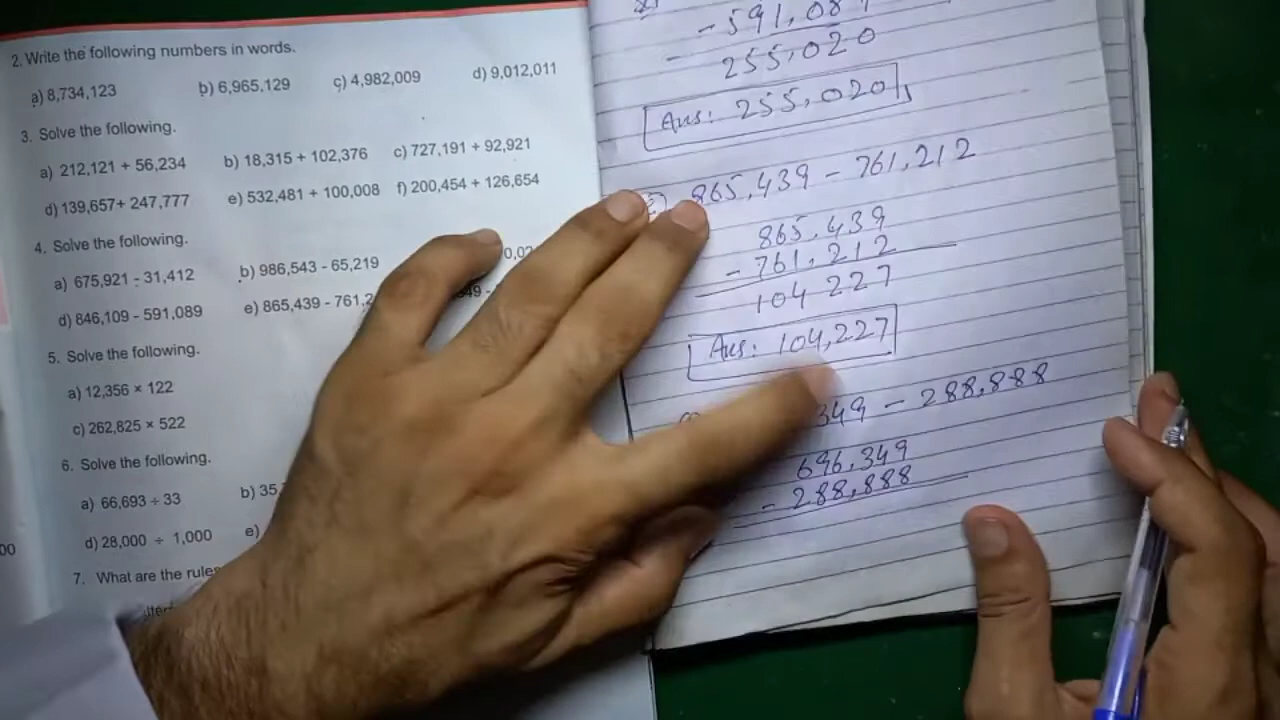 2. Write the following numbers in words.
a) 8,734,123 b) 6,965,129 c) 4,982,009 d) 9,012,011
3. Solve the following.
a) 212,121 + 56,234 b) 18,315 + 102,376 c) 727,191 + 92,921
d) 139,657+ 247,777 e) 532,481 + 100,008 f) 200,454 + 126,654
4. Solve the following.
a) 675,921 - 31,412 b) 986,543 - 65,219
d) 846,109 - 591,089 e) 865,439 - 761,2
5. Solve the following.
a) 12,356 × 122
c) 262,825 × 522
6. Solve the following.
a) 66,693 ÷ 33 b) 35,
d) 28,000 ÷ 1,000 e)
7. What are the rules
00
- 591,08
255,020
Ans: 255,020
865,439 - 761,212
865,439
- 761,212
104 227
Ans: 104,227
349 - 288,888
696,349
- 288,888